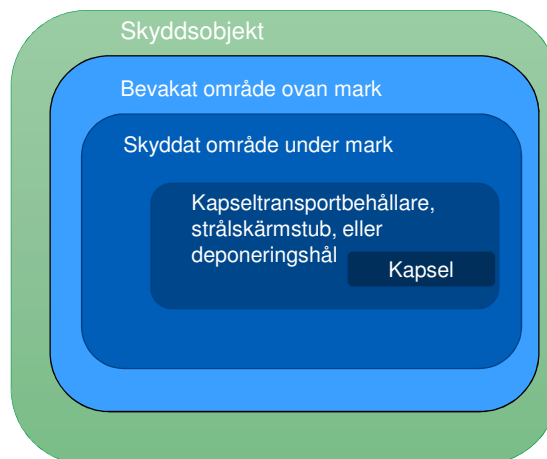 Skyddsobjekt
Bevakat område ovan mark
Skyddat område under mark
Kapseltransportbehållare,
strålskärmstub, eller
deponeringshål
Kapsel